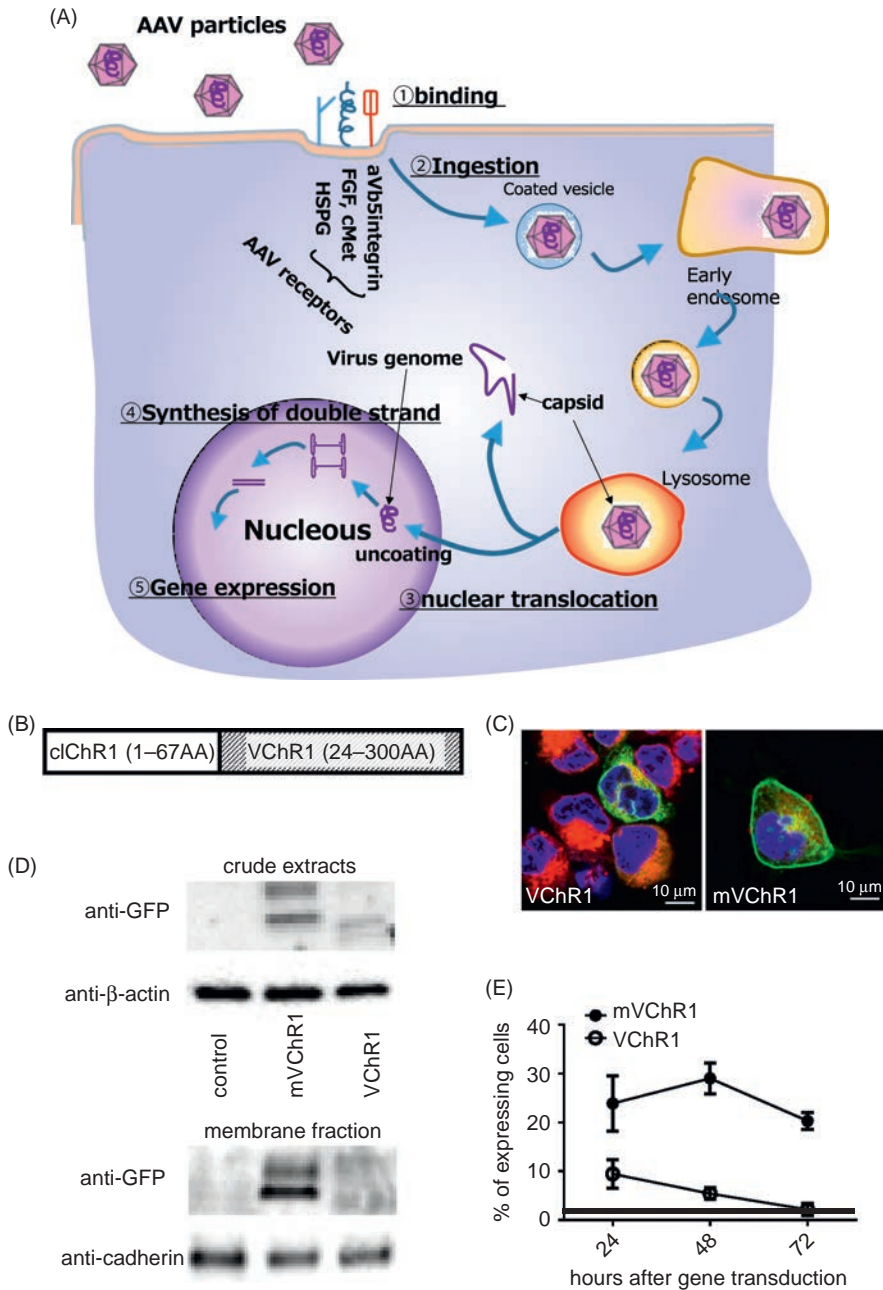 (A)
AAV particles
①binding
②Ingestion
Coated vesicle
aVb5integrin
FGF, cMet
HSPG
AAV receptors
Early
endosome
Virus genome
capsid
④Synthesis of double strand
Lysosome
Nucleous
uncoating
⑤Gene expression
③nuclear translocation
(B)
clChR1 (1–67AA)
VChR1 (24–300AA)
(C)
VChR1
10 μm
mVChR1
10 μm
(D)
crude extracts
anti-GFP
anti-β-actin
control
mVChR1
VChR1
membrane fraction
anti-GFP
anti-cadherin
(E)
mVChR1
VChR1
% of expressing cells
40
30
20
10
0
24
48
72
hours after gene transduction